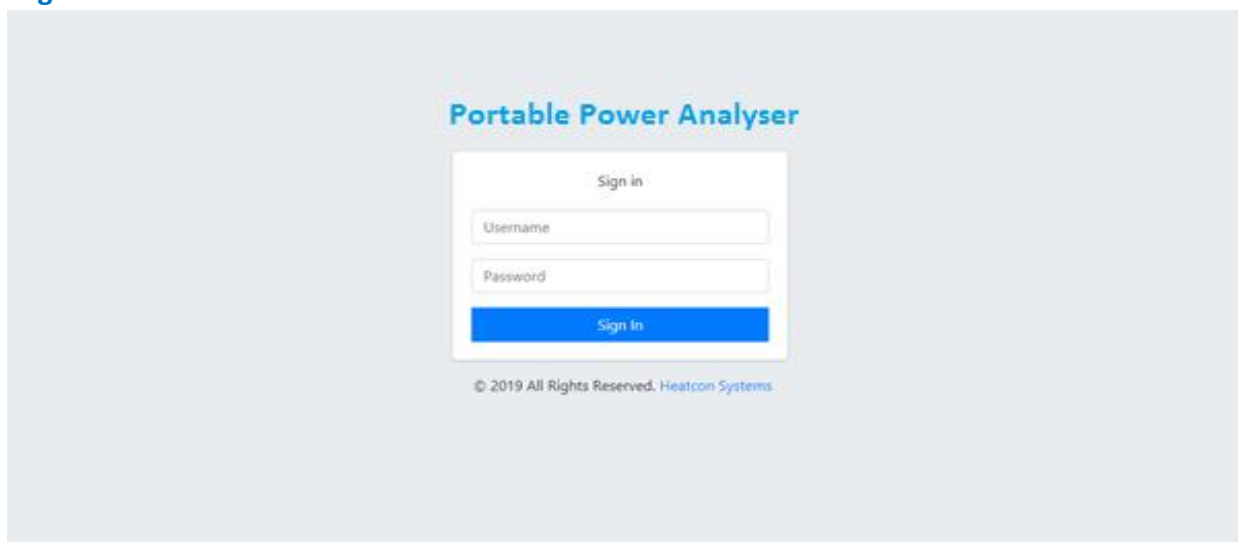 Portable Power Analyser
Sign in
Username
Password
Sign In
© 2019 All Rights Reserved. Heatcon Systems